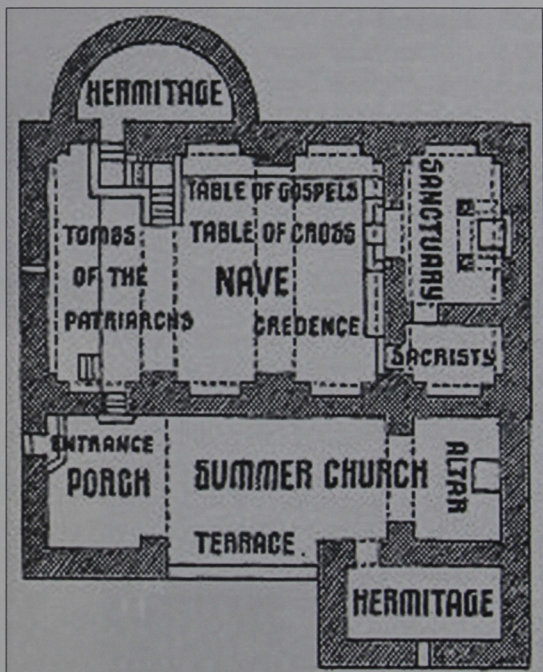 HERMITAGE
SANCTUARY
TABLE OF GOSPELS
TOMBS
OF THE
PATRIARCHS
TABLE OF CROSS
NAVE
CREDENCE
SACRISTS
ENTRANCE
PORCH
SUMMER CHURCH
ALTAR
TERRACE.
HERMITAGE